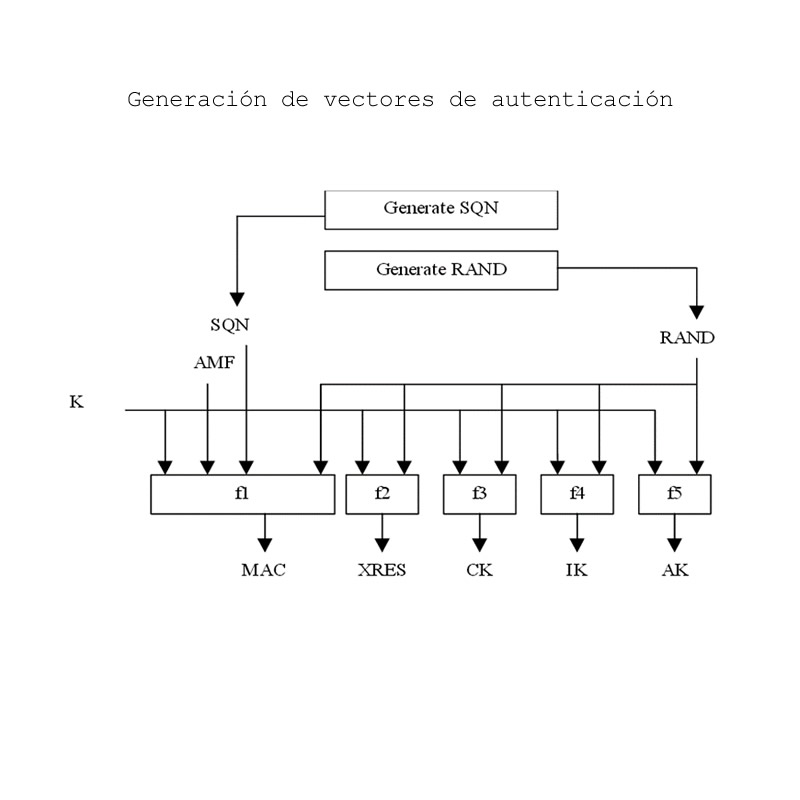 Generación de vectores de autenticación
Generate SQN
Generate RAND
SQN
RAND
AMF
K
f1 f2 f3 f4 f5
MAC XRES CK IK AK